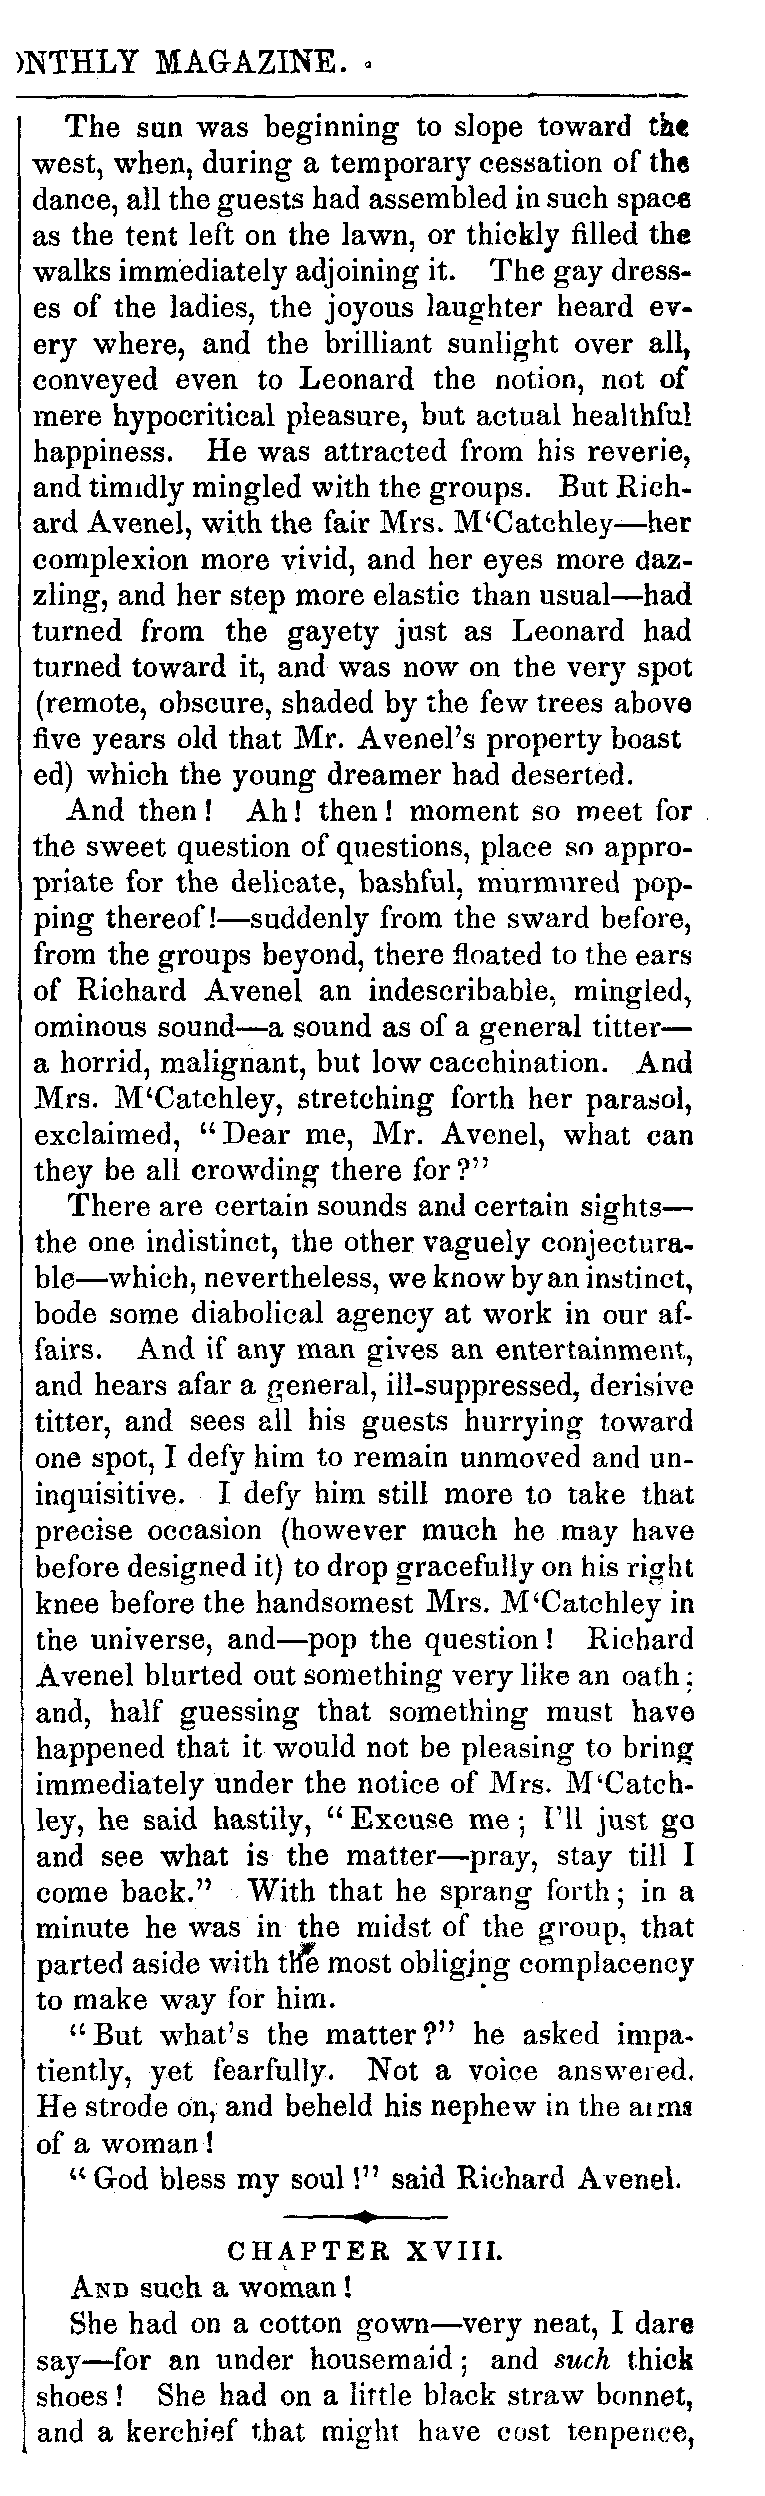 ONTHLY MAGAZINE.
The sun was beginning to slope toward the
west, when, during a temporary cessation of the
dance, all the guests had assembled in such space
as the tent left on the lawn, or thickly filled the
walks immediately adjoining it. The gay dress-
es of the ladies, the joyous laughter heard ev-
ery where, and the brilliant sunlight over all,
conveyed even to Leonard the notion, not of
mere hypocritical pleasure, but actual healthful
happiness. He was attracted from his reverie,
and timidly mingled with the groups. But Rich-
ard Avenel, with the fair Mrs. M‘Catchley—her
complexion more vivid, and her eyes more daz-
zling, and her step more elastic than usual—had
turned from the gayety just as Leonard had
turned toward it, and was now on the very spot
(remote, obscure, shaded by the few trees above
five years old that Mr. Avenel's property boast
ed) which the young dreamer had deserted.
And then! Ah! then! moment so meet for
the sweet question of questions, place so appro-
priate for the delicate, bashful, murmured pop-
ping thereof!—suddenly from the sward before,
from the groups beyond, there floated to the ears
of Richard Avenel an indescribable, mingled,
ominous sound—a sound as of a general titter—
a horrid, malignant, but low cacchination. And
Mrs. M‘Catchley, stretching forth her parasol,
exclaimed, "Dear me, Mr. Avenel, what can
they be all crowding there for?"
There are certain sounds and certain sights—
the one indistinct, the other vaguely conjectura-
ble—which, nevertheless, we know by an instinct,
bode some diabolical agency at work in our af-
fairs. And if any man gives an entertainment,
and hears afar a general, ill-suppressed, derisive
titter, and sees all his guests hurrying toward
one spot, I defy him to remain unmoved and un-
inquisitive. I defy him still more to take that
precise occasion (however much he may have
before designed it) to drop gracefully on his right
knee before the handsomest Mrs. M‘Catchley in
the universe, and—pop the question! Richard
Avenel blurted out something very like an oath;
and, half guessing that something must have
happened that it would not be pleasing to bring
immediately under the notice of Mrs. M‘Catch-
ley, he said hastily, "Excuse me; I'll just go
and see what is the matter—pray, stay till I
come back." With that he sprang forth; in a
minute he was in the midst of the group, that
parted aside with the most obliging complacency
to make way for him.
"But what's the matter?" he asked impa-
tiently, yet fearfully. Not a voice answered.
He strode on, and beheld his nephew in the arms
of a woman!
"God bless my soul!" said Richard Avenel.
CHAPTER XVIII.
AND such a woman!
She had on a cotton gown—very neat, I dare
say—for an under housemaid; and such thick
shoes! She had on a little black straw bonnet,
and a kerchief that might have cost tenpence,